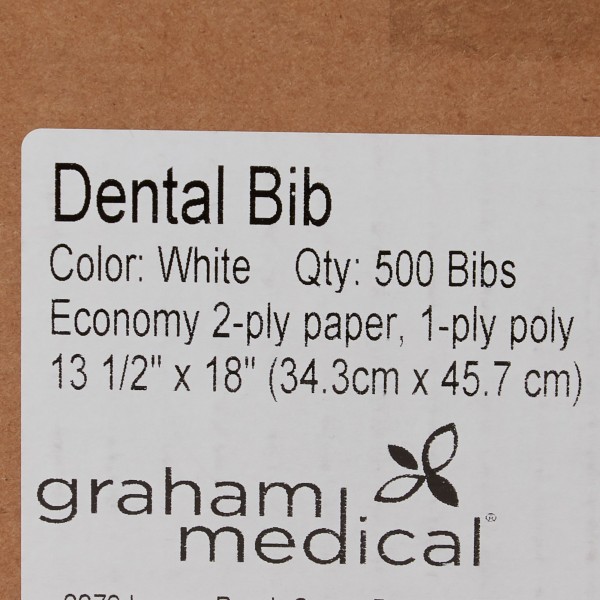 Dental Bib
Color: White Qty: 500 Bibs
Economy 2-ply paper, 1-ply poly
13 1/2" x 18" (34.3cm x 45.7 cm)
graham
medical®